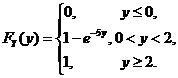 F_Y(y) = { 0, y ≤ 0,
1 − e^{−5y}, 0 < y < 2,
1, y ≥ 2.